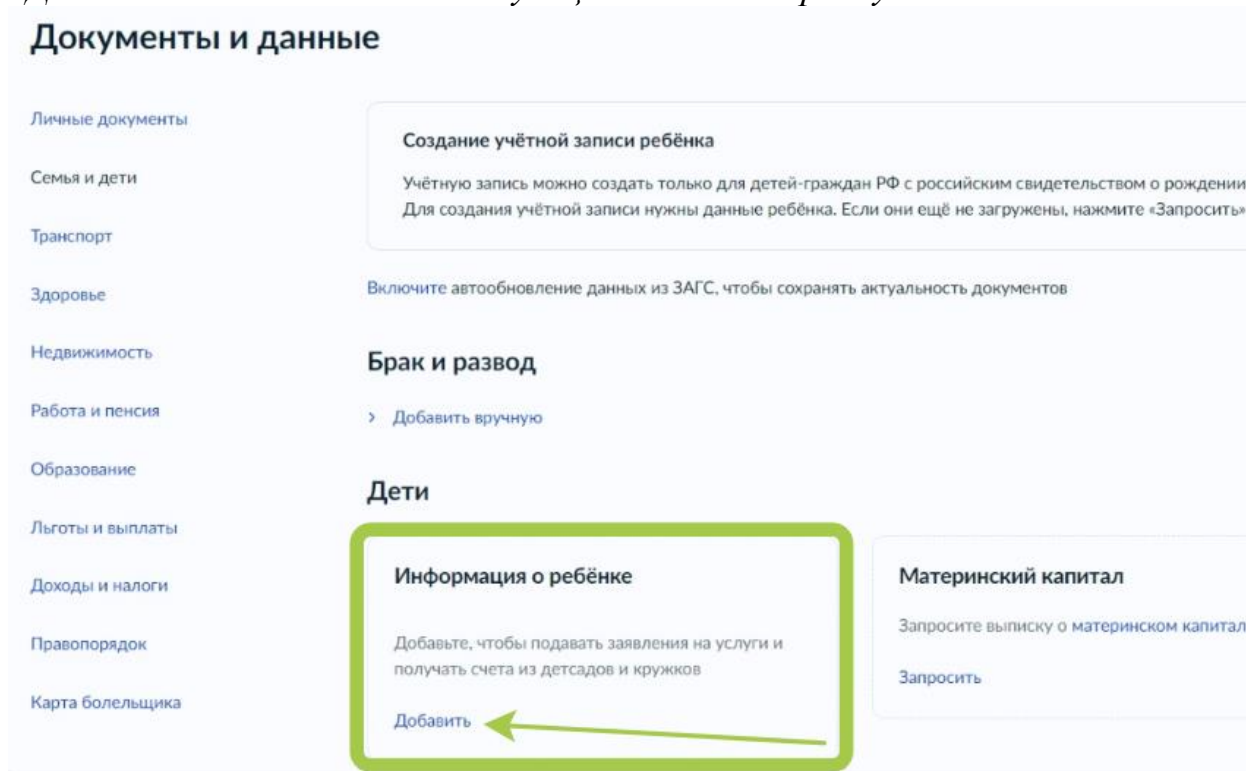 Документы и данные
Личные документы
Семья и дети
Транспорт
Здоровье
Недвижимость
Работа и пенсия
Образование
Льготы и выплаты
Доходы и налоги
Правопорядок
Карта болельщика
Создание учётной записи ребёнка
Учётную запись можно создать только для детей-граждан РФ с российским свидетельством о рождении
Для создания учётной записи нужны данные ребёнка. Если они ещё не загружены, нажмите «Запросить»
Включите автообновление данных из ЗАГС, чтобы сохранять актуальность документов
Брак и развод
> Добавить вручную
Дети
Информация о ребёнке
Добавьте, чтобы подавать заявления на услуги и
получать счета из детсадов и кружков
Добавить
Материнский капитал
Запросите выписку о материнском капитал
Запросить